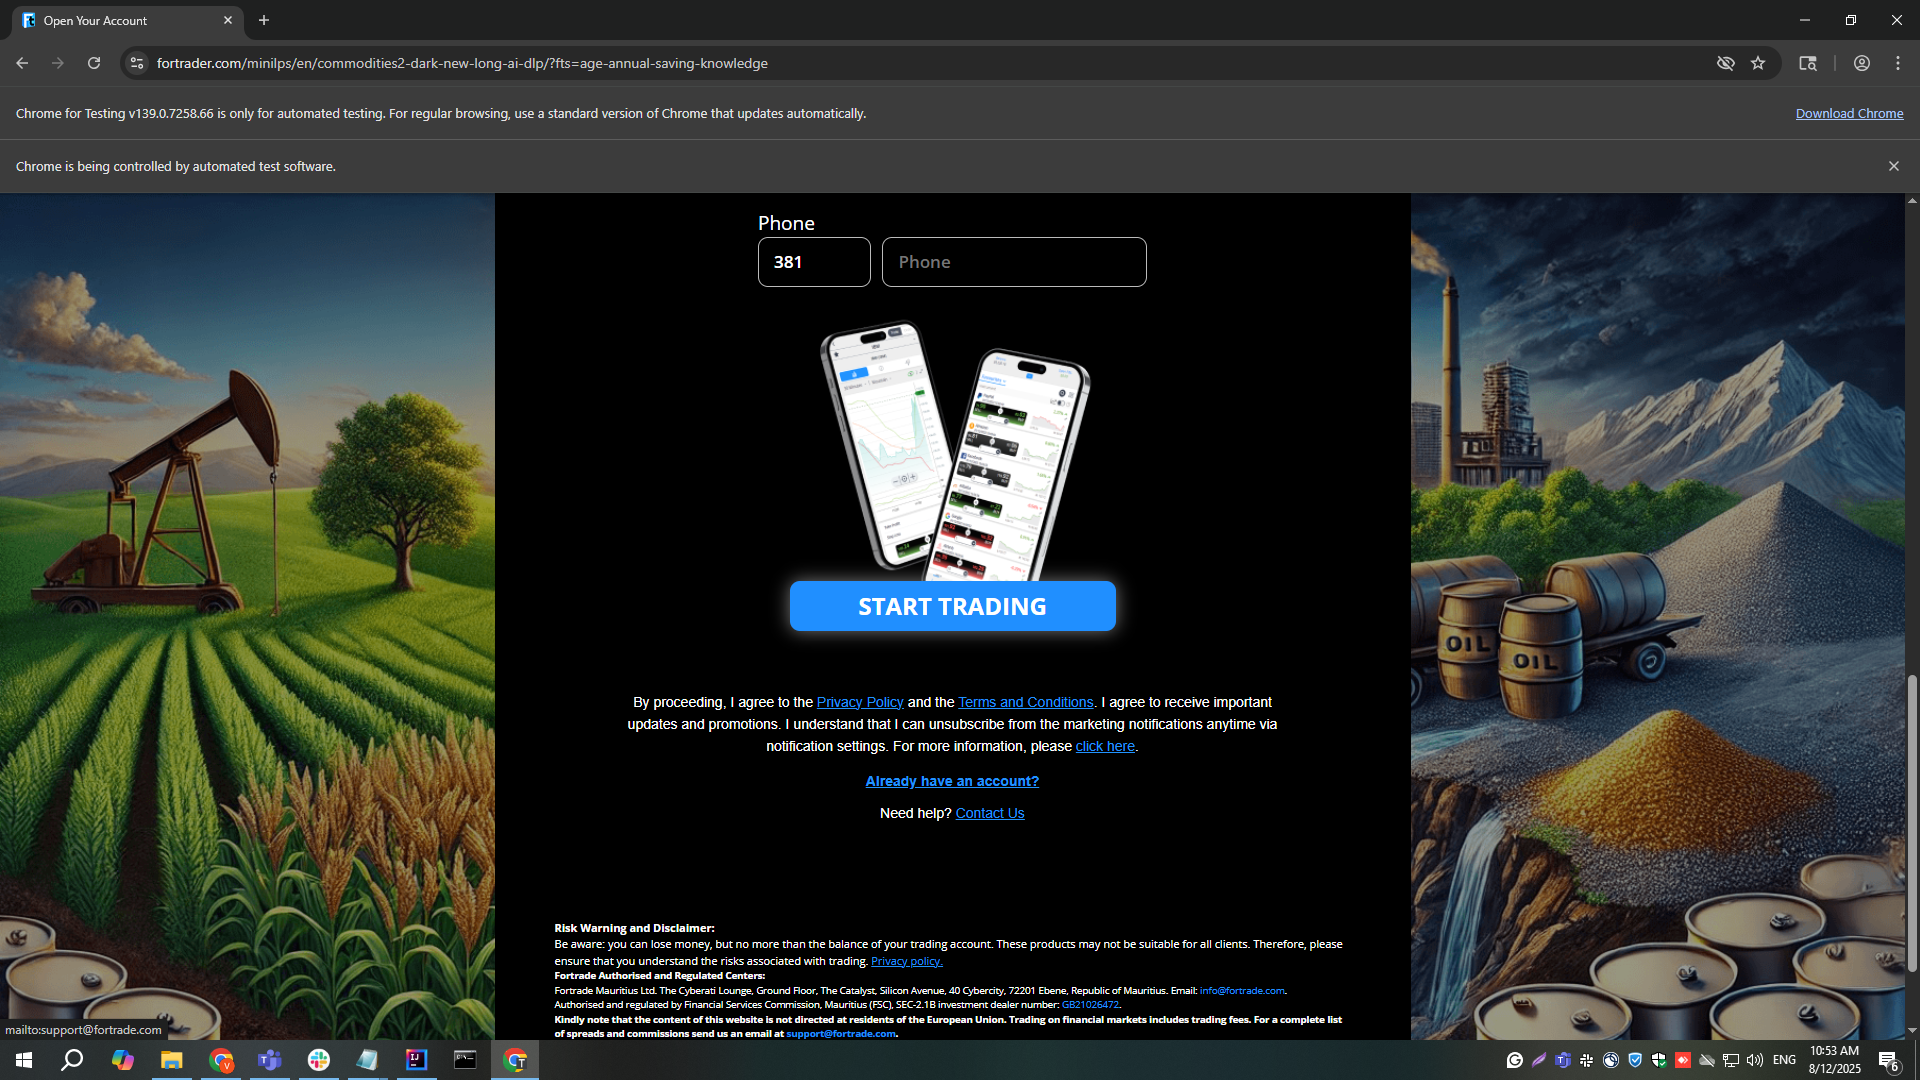 Open Your Account
fortrader.com/minilps/en/commodities2-dark-new-long-ai-dlp/?fts=age-annual-saving-knowledge
Chrome for Testing v139.0.7258.66 is only for automated testing. For regular browsing, use a standard version of Chrome that updates automatically.
Download Chrome
Chrome is being controlled by automated test software.
Phone
381
Phone
START TRADING
By proceeding, I agree to the Privacy Policy and the Terms and Conditions. I agree to receive important
updates and promotions. I understand that I can unsubscribe from the marketing notifications anytime via
notification settings. For more information, please click here.
Already have an account?
Need help? Contact Us
OIL
OIL
Risk Warning and Disclaimer:
Be aware: you can lose money, but no more than the balance of your trading account. These products may not be suitable for all clients. Therefore, please
ensure that you understand the risks associated with trading. Privacy policy.
Fortrade Authorised and Regulated Centers:
Fortrade Mauritius Ltd. The Cyberati Lounge, Ground Floor, The Catalyst, Silicon Avenue, 40 Cybercity, 72201 Ebene, Republic of Mauritius. Email: info@fortrade.com.
Authorised and regulated by Financial Services Commission, Mauritius (FSC), SEC-2.1B investment dealer number: GB21026472.
Kindly note that the content of this website is not directed at residents of the European Union. Trading on financial markets includes trading fees. For a complete list
of spreads and commissions send us an email at support@fortrade.com.
mailto:support@fortrade.com
ENG
10:53 AM
8/12/2025
6